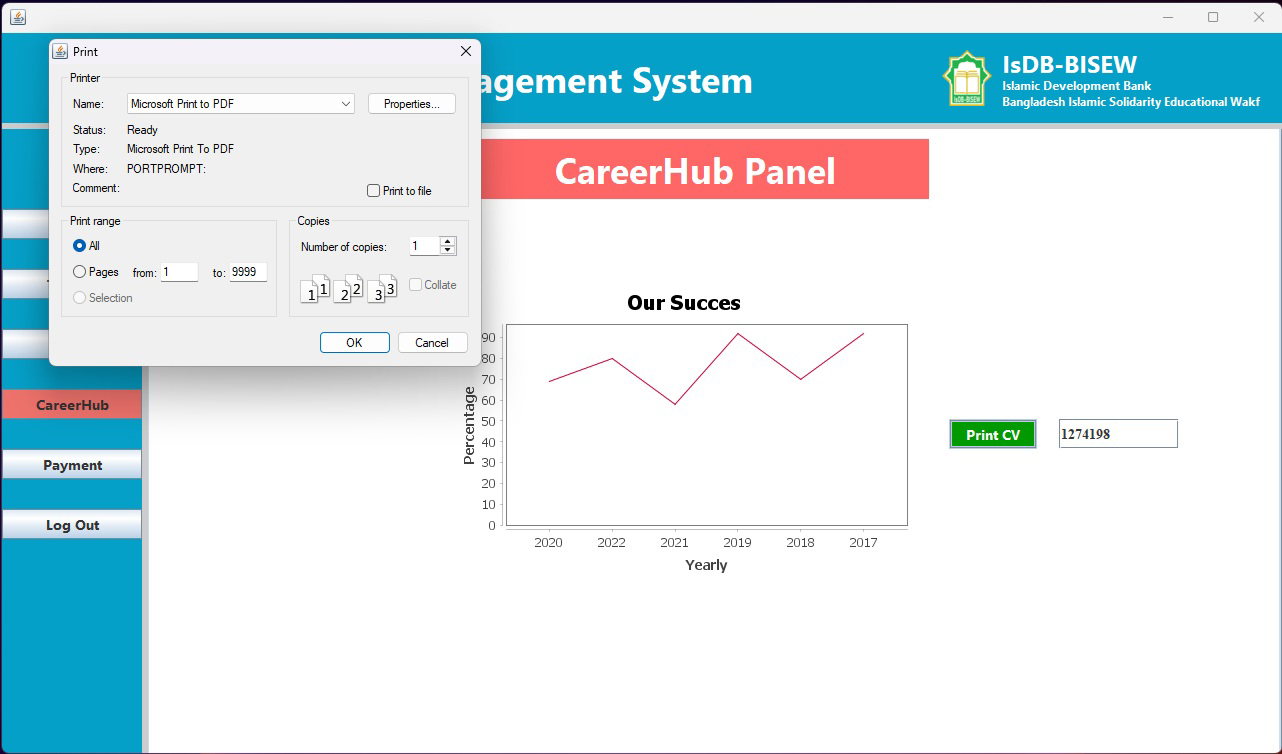 Print
Printer
Name: Microsoft Print to PDF Properties...
Status: Ready
Type: Microsoft Print To PDF
Where: PORTPROMPT:
Comment:
Print to file
Print range
All
Pages from: 1 to: 9999
Selection
Copies
Number of copies: 1
1 1 2 2 3 3
Collate
OK Cancel
agement System
IsDB-BISEW
IsDB-BISEW
Islamic Development Bank
Bangladesh Islamic Solidarity Educational Wakf
CareerHub Panel
CareerHub
Payment
Log Out
Our Succes
90
80
70
60
50
40
30
20
10
0
Percentage
2020 2022 2021 2019 2018 2017
Yearly
Print CV 1274198